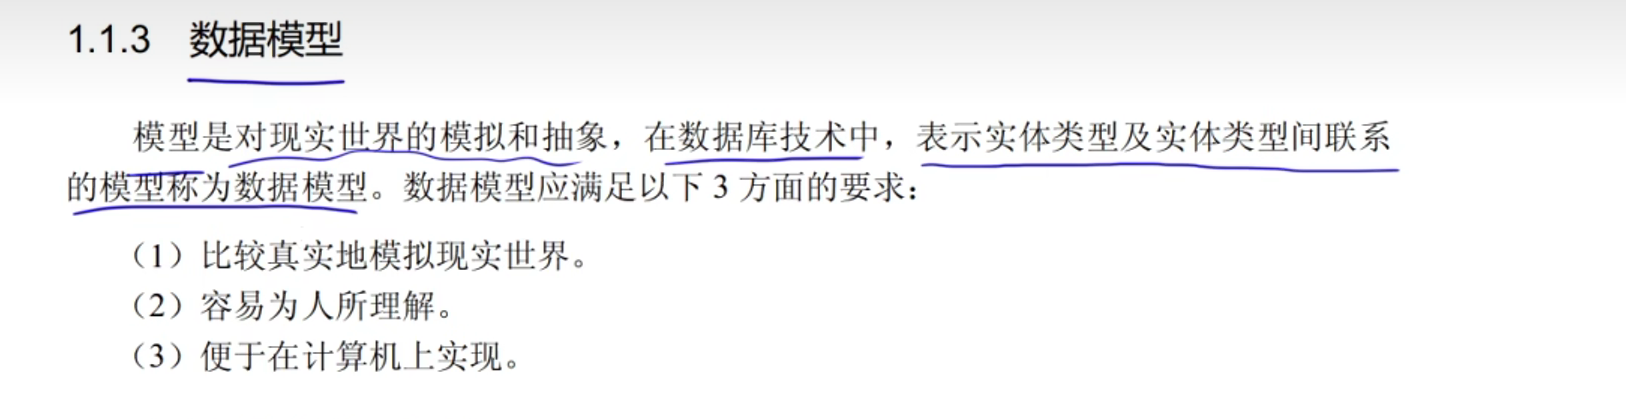 1.1.3 数据模型
模型是对现实世界的模拟和抽象，在数据库技术中，表示实体类型及实体类型间联系
的模型称为数据模型。数据模型应满足以下 3 方面的要求：
（1）比较真实地模拟现实世界。
（2）容易为人所理解。
（3）便于在计算机上实现。